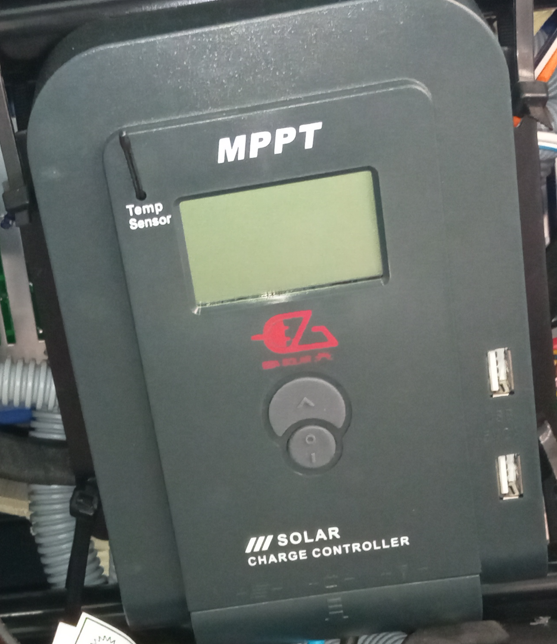 MPPT
Temp
Sensor
SOLAR
CHARGE CONTROLLER